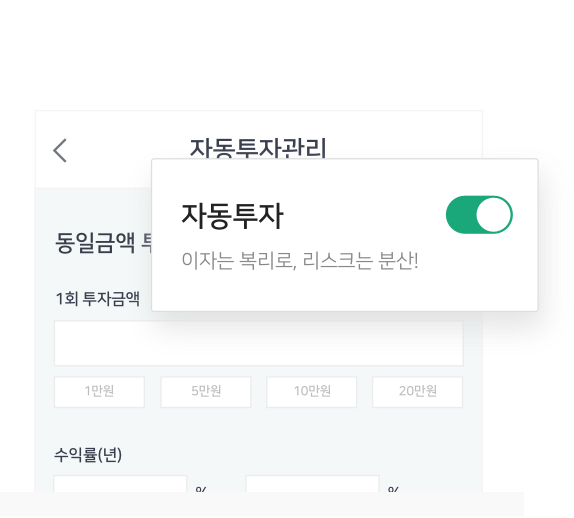 자동투자관리
자동투자
이자는 복리로, 리스크는 분산!
동일금액
1회 투자금액
1만원 5만원 10만원 20만원
수익률(년)
% %